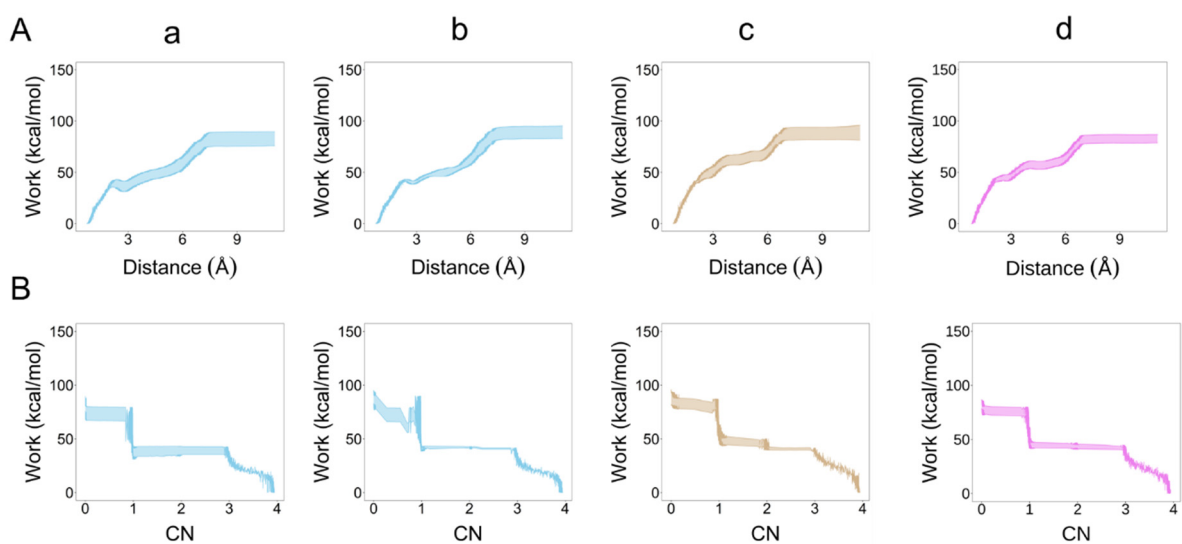 A a b c d
Work (kcal/mol) 150 100 50 0 Work (kcal/mol) 150 100 50 0 Work (kcal/mol) 150 100 50 0 Work (kcal/mol) 150 100 50 0
3 6 9 3 6 9 3 6 9 3 6 9
Distance (Å) Distance (Å) Distance (Å) Distance (Å)
B
Work (kcal/mol) 150 100 50 0 Work (kcal/mol) 150 100 50 0 Work (kcal/mol) 150 100 50 0 Work (kcal/mol) 150 100 50 0
0 1 2 3 4 0 1 2 3 4 0 1 2 3 4 0 1 2 3 4
CN CN CN CN